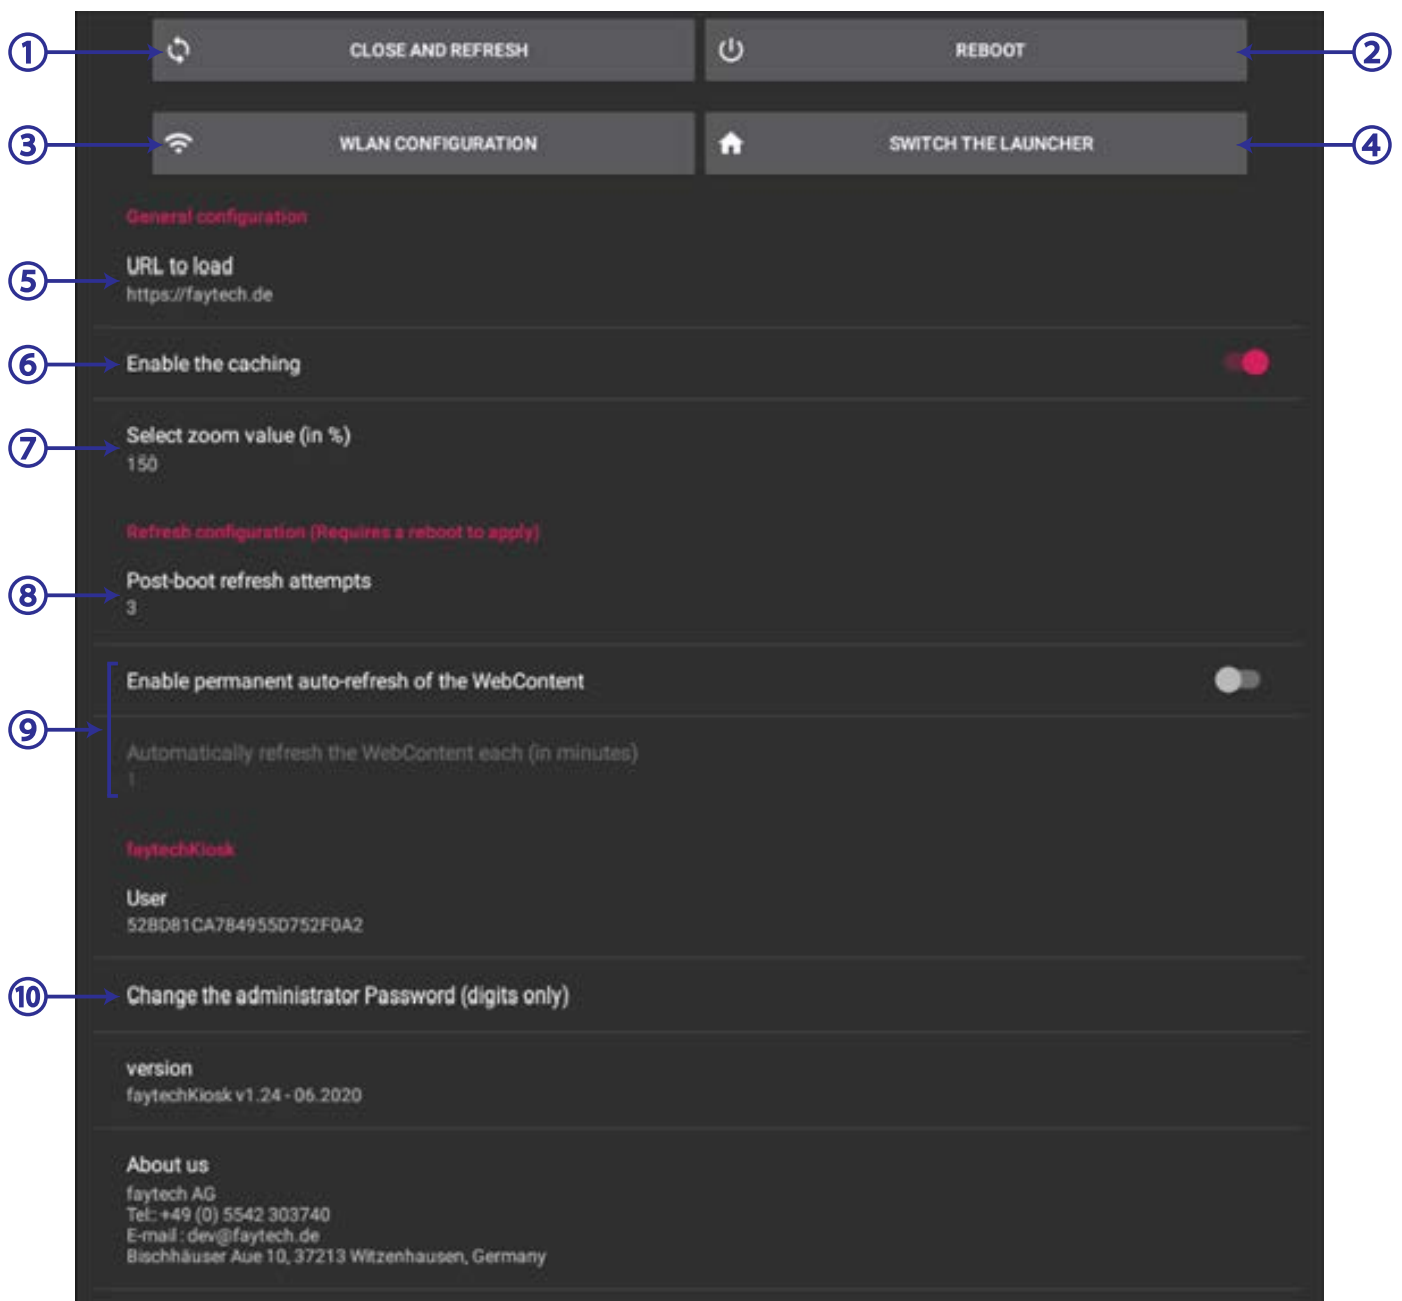 ① CLOSE AND REFRESH REBOOT ②
③ WLAN CONFIGURATION SWITCH THE LAUNCHER ④
General configuration
⑤ URL to load
https://faytech.de
⑥ Enable the caching
⑦ Select zoom value (in %)
150
Refresh configuration (Requires a reboot to apply)
⑧ Post-boot refresh attempts
3
Enable permanent auto-refresh of the WebContent
⑨
Automatically refresh the WebContent each (in minutes)
1
faytechKiosk
User
52BD81CA784955D752F0A2
⑩ Change the administrator Password (digits only)
version
faytechKiosk v1.24 - 06.2020
About us
faytech AG
Tel: +49 (0) 5542 303740
E-mail : dev@faytech.de
Bischhäuser Aue 10, 37213 Witzenhausen, Germany